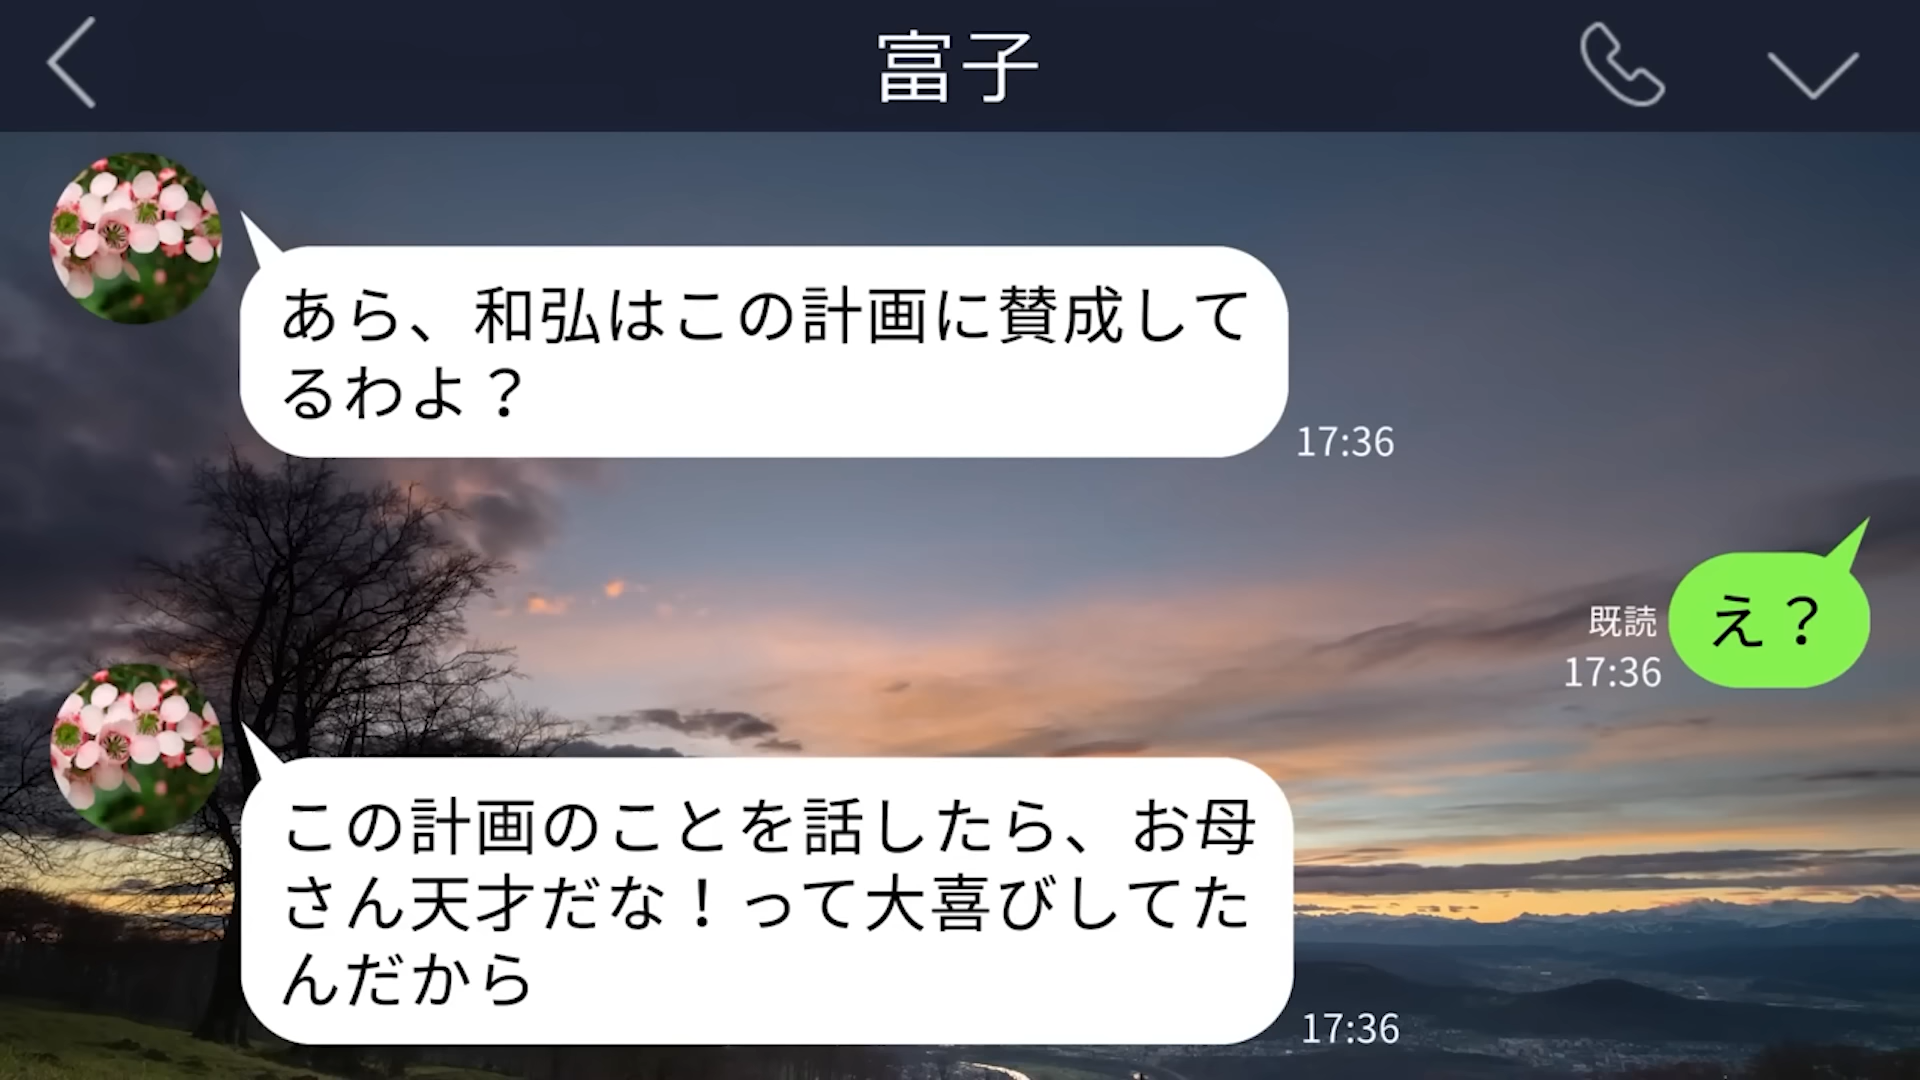 富子
あら、和弘はこの計画に賛成して
るわよ？
17:36
え？
既読
17:36
この計画のことを話したら、お母
さん天才だな！って大喜びしてた
んだから
17:36